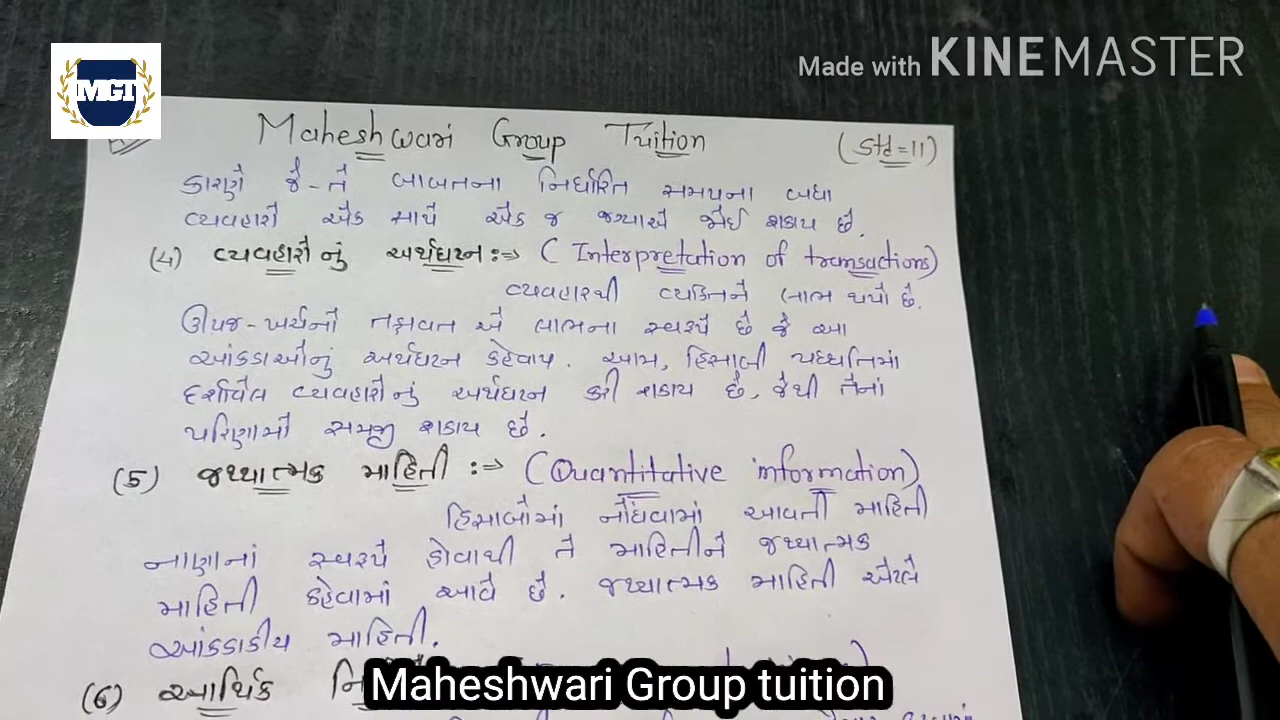 MGT
Made with KINEMASTER
Maheshwari Group Tuition (Std=11)
કારણે જે-તે બાબતના નિર્ધારિત સમયના બધા
વ્યવહારો એક સાથે એક જ જગ્યાએ જોઈ શકાય છે.
(4) વ્યવહારોનું અર્થઘટન :⇒ (Interpretation of transactions)
વ્યવહારથી વ્યકિતને લાભ થયો છે.
ઊપજ-ખર્ચનો તફાવત એ લાભના સ્વરૂપે છે જે આ
આંકડાઓનું અર્થઘટન કહેવાય. આમ, હિસાબી પધ્ધતિમાં
દર્શાવેલ વ્યવહારોનું અર્થઘટન કરી શકાય છે, જેથી તેનાં
પરિણામો સમજી શકાય છે.
(5) જથ્થાત્મક માહિતી :⇒ (Quantitative information)
હિસાબોમાં નોંધવામાં આવતી માહિતી
નાણાનાં સ્વરૂપે હોવાથી તે માહિતીને જથ્થાત્મક
માહિતી કહેવામાં આવે છે. જથ્થાત્મક માહિતી એટલે
આંકડાકીય માહિતી.
(6) આર્થિક
Maheshwari Group tuition